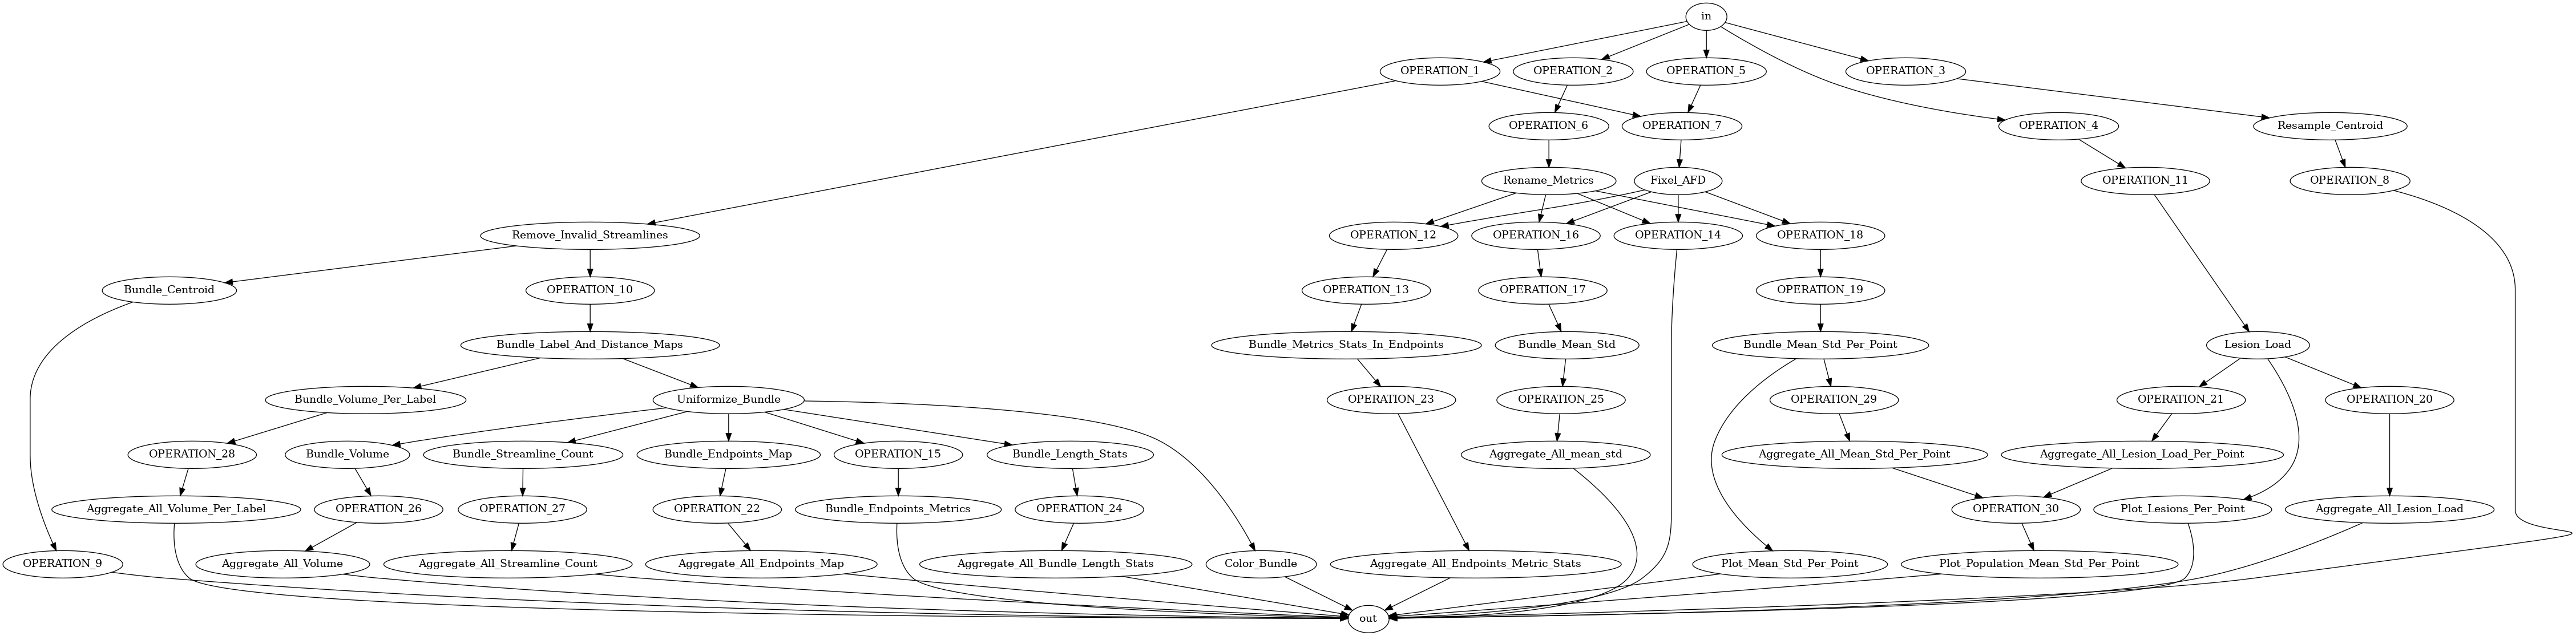 in
OPERATION_1
OPERATION_2
OPERATION_5
OPERATION_3
OPERATION_6
OPERATION_7
OPERATION_4
Resample_Centroid
Rename_Metrics
Fixel_AFD
OPERATION_11
OPERATION_8
Remove_Invalid_Streamlines
OPERATION_12
OPERATION_16
OPERATION_14
OPERATION_18
Bundle_Centroid
OPERATION_10
OPERATION_13
OPERATION_17
OPERATION_19
Bundle_Label_And_Distance_Maps
Bundle_Metrics_Stats_In_Endpoints
Bundle_Mean_Std
Bundle_Mean_Std_Per_Point
Lesion_Load
Bundle_Volume_Per_Label
Uniformize_Bundle
OPERATION_23
OPERATION_25
OPERATION_29
OPERATION_21
OPERATION_20
OPERATION_28
Bundle_Volume
Bundle_Streamline_Count
Bundle_Endpoints_Map
OPERATION_15
Bundle_Length_Stats
Aggregate_All_mean_std
Aggregate_All_Mean_Std_Per_Point
Aggregate_All_Lesion_Load_Per_Point
Aggregate_All_Volume_Per_Label
OPERATION_26
OPERATION_27
OPERATION_22
Bundle_Endpoints_Metrics
OPERATION_24
OPERATION_30
Plot_Lesions_Per_Point
Aggregate_All_Lesion_Load
OPERATION_9
Aggregate_All_Volume
Aggregate_All_Streamline_Count
Aggregate_All_Endpoints_Map
Aggregate_All_Bundle_Length_Stats
Color_Bundle
Aggregate_All_Endpoints_Metric_Stats
Plot_Mean_Std_Per_Point
Plot_Population_Mean_Std_Per_Point
out